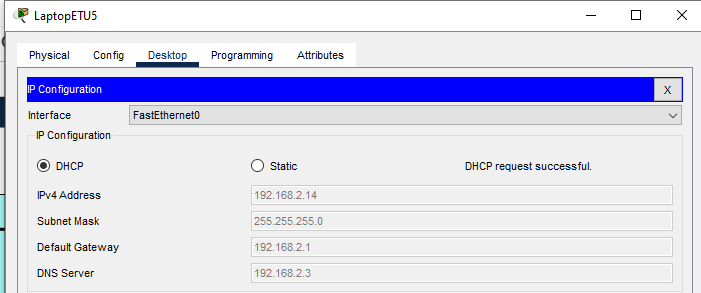 LaptopETU5
Physical Config Desktop Programming Attributes
IP Configuration X
Interface FastEthernet0
IP Configuration
DHCP Static DHCP request successful.
IPv4 Address 192.168.2.14
Subnet Mask 255.255.255.0
Default Gateway 192.168.2.1
DNS Server 192.168.2.3